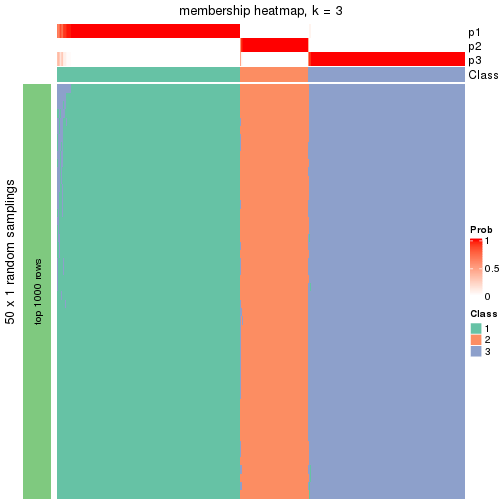 membership heatmap, k = 3
p1
p2
p3
Class
50 x 1 random samplings
top 1000 rows
Prob
1
0.5
0
Class
1
2
3